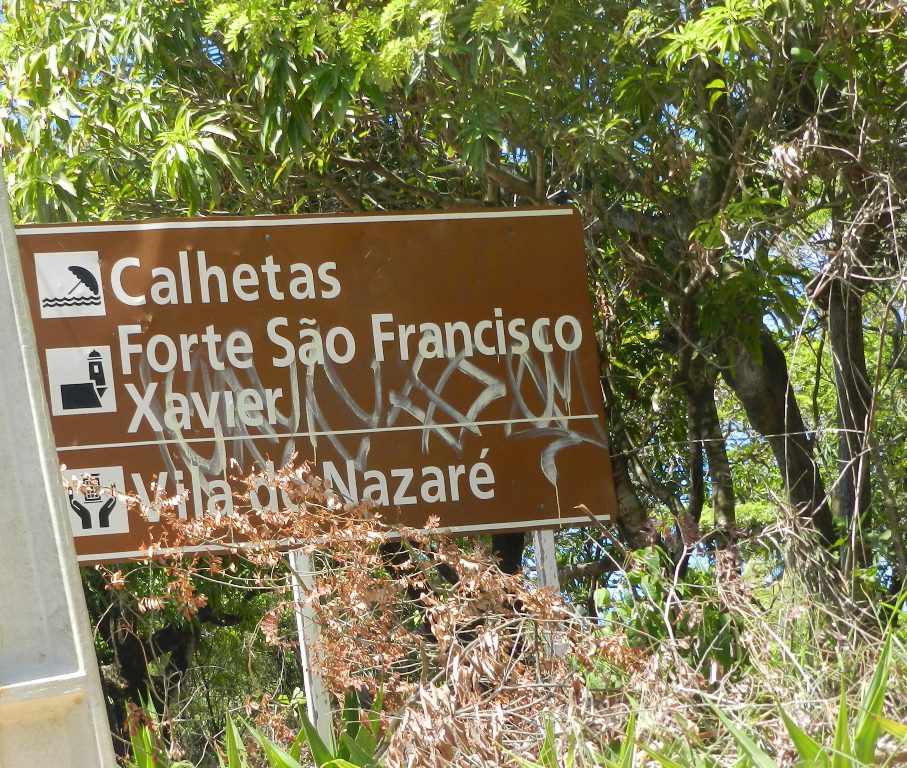 Calhetas
Forte São Francisco
Xavier
Vila de Nazaré